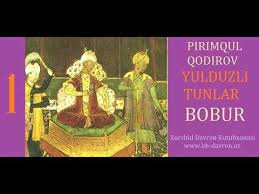 1
PIRIMQUL
QODIROV
YULDUZLI
TUNLAR
BOBUR
Xurshid Davron Kutubxonasi
www.kh-davron.uz